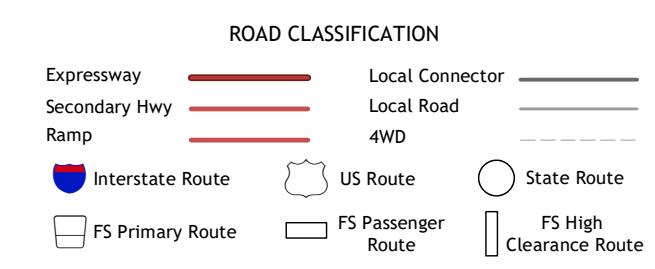 ROAD CLASSIFICATION
Expressway
Local Connector
Secondary Hwy
Local Road
Ramp
4WD
Interstate Route
US Route
State Route
FS Primary Route
FS Passenger
Route
FS High
Clearance Route